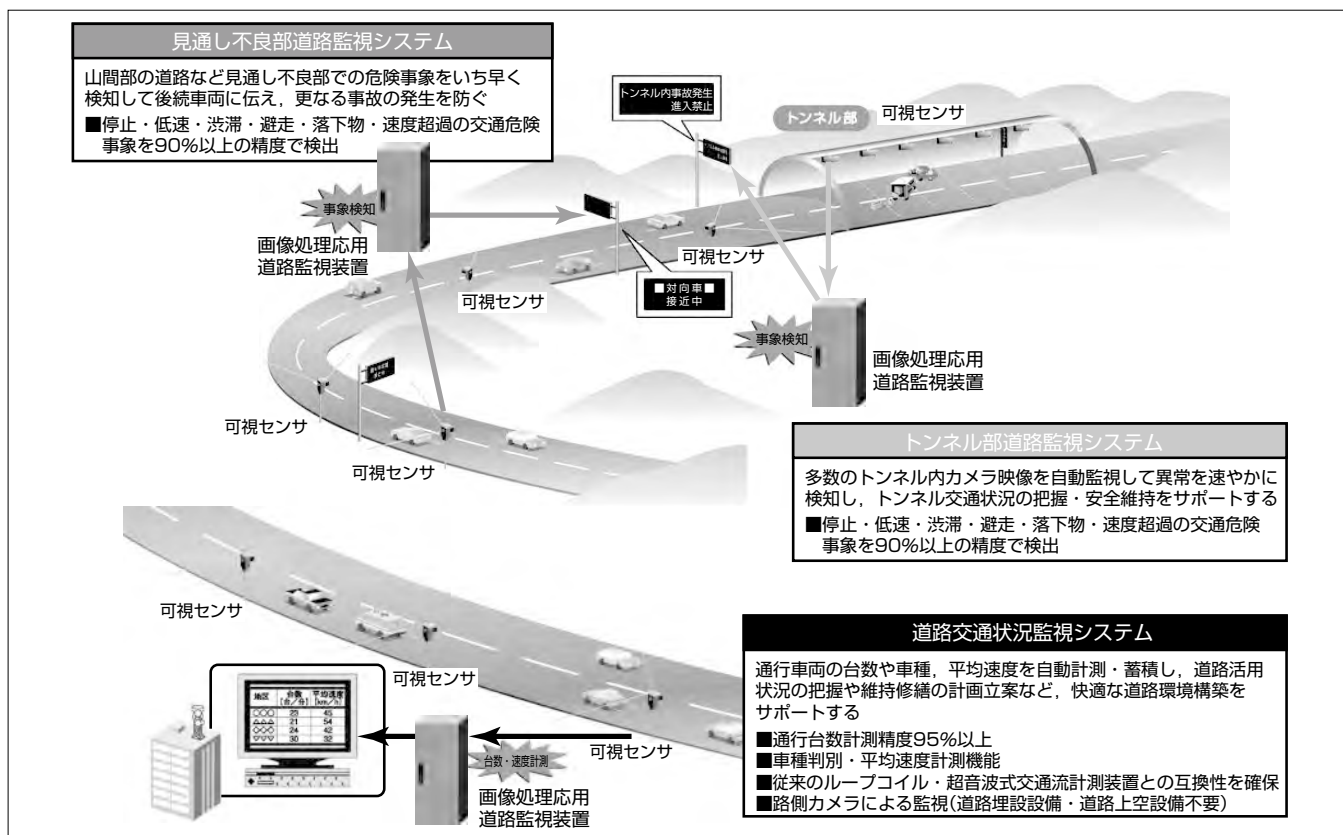 見通し不良部道路監視システム
山間部の道路など見通し不良部での危険事象をいち早く
検知して後続車両に伝え，更なる事故の発生を防ぐ
■停止・低速・渋滞・避走・落下物・速度超過の交通危険
事象を90%以上の精度で検出
トンネル内事故発生
進入禁止
トンネル部
可視センサ
事象検知
画像処理応用
道路監視装置
可視センサ
可視センサ
■対向車■
接近中
事象検知
画像処理応用
道路監視装置
可視センサ
可視センサ
トンネル部道路監視システム
多数のトンネル内カメラ映像を自動監視して異常を速やかに
検知し，トンネル交通状況の把握・安全維持をサポートする
■停止・低速・渋滞・避走・落下物・速度超過の交通危険
事象を90%以上の精度で検出
可視センサ
可視センサ
可視センサ
地区 台数[台/分] 平均速度[km/h]
○○○ 23 45
△△△ 21 54
◇◇◇ 24 42
▽▽▽ 30 32
台数・速度計測
画像処理応用
道路監視装置
道路交通状況監視システム
通行車両の台数や車種，平均速度を自動計測・蓄積し，道路活用
状況の把握や維持修繕の計画立案など，快適な道路環境構築を
サポートする
■通行台数計測精度95%以上
■車種判別・平均速度計測機能
■従来のループコイル・超音波式交通流計測装置との互換性を確保
■路側カメラによる監視(道路埋設設備・道路上空設備不要)